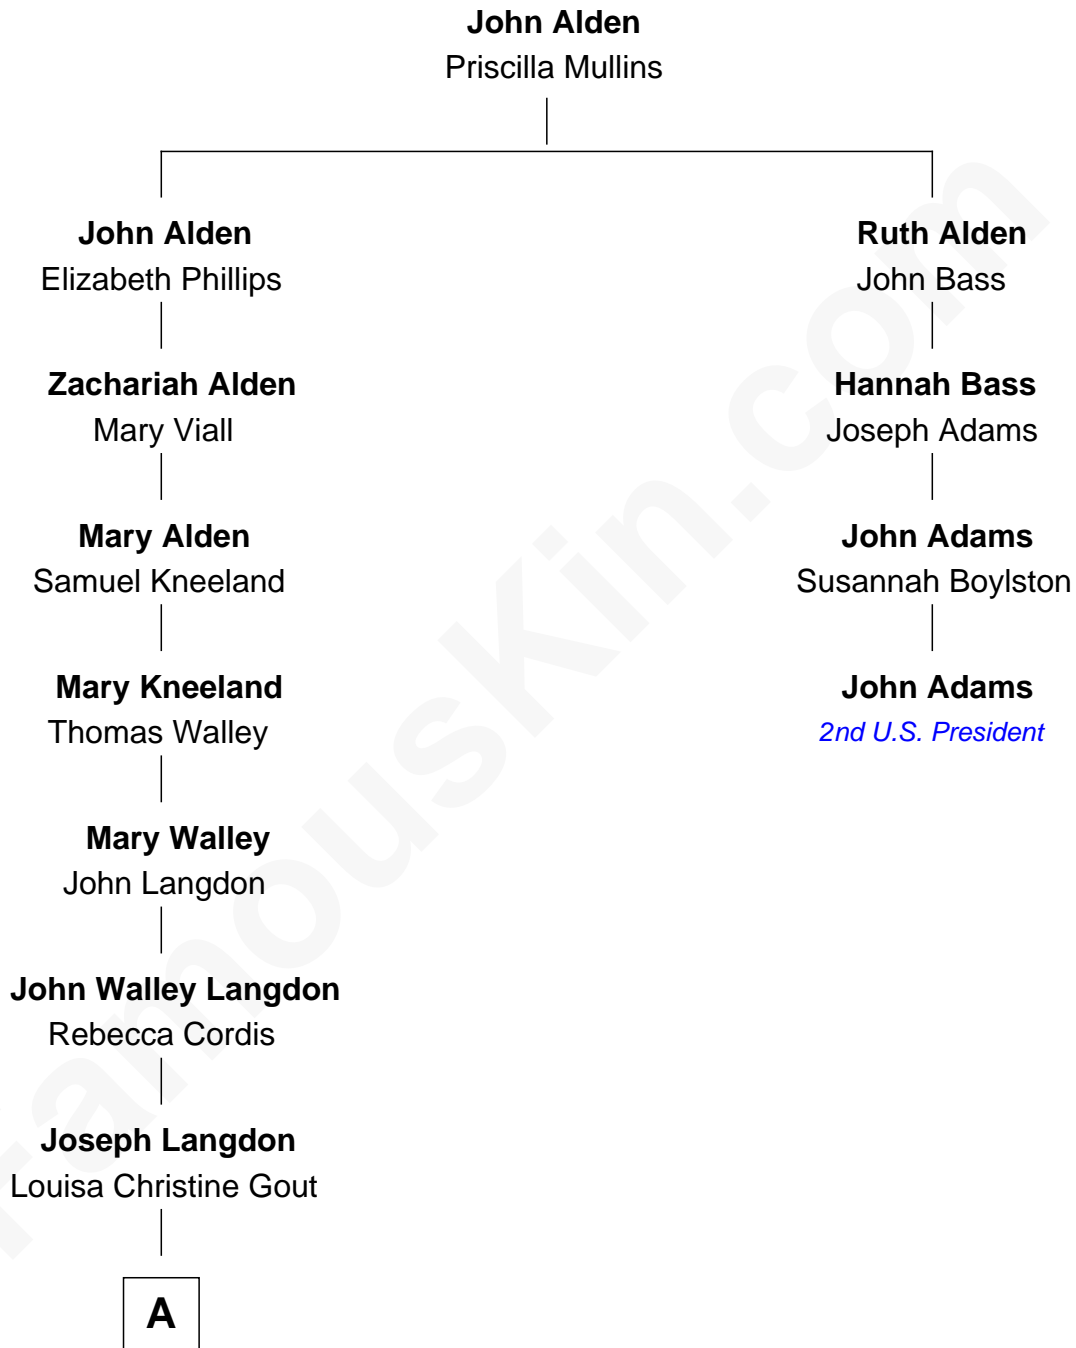 John Alden
Priscilla Mullins
John Alden
Elizabeth Phillips
Zachariah Alden
Mary Viall
Mary Alden
Samuel Kneeland
Mary Kneeland
Thomas Walley
Mary Walley
John Langdon
John Walley Langdon
Rebecca Cordis
Joseph Langdon
Louisa Christine Gout
A
Ruth Alden
John Bass
Hannah Bass
Joseph Adams
John Adams
Susannah Boylston
John Adams
2nd U.S. President
FamousKin.com